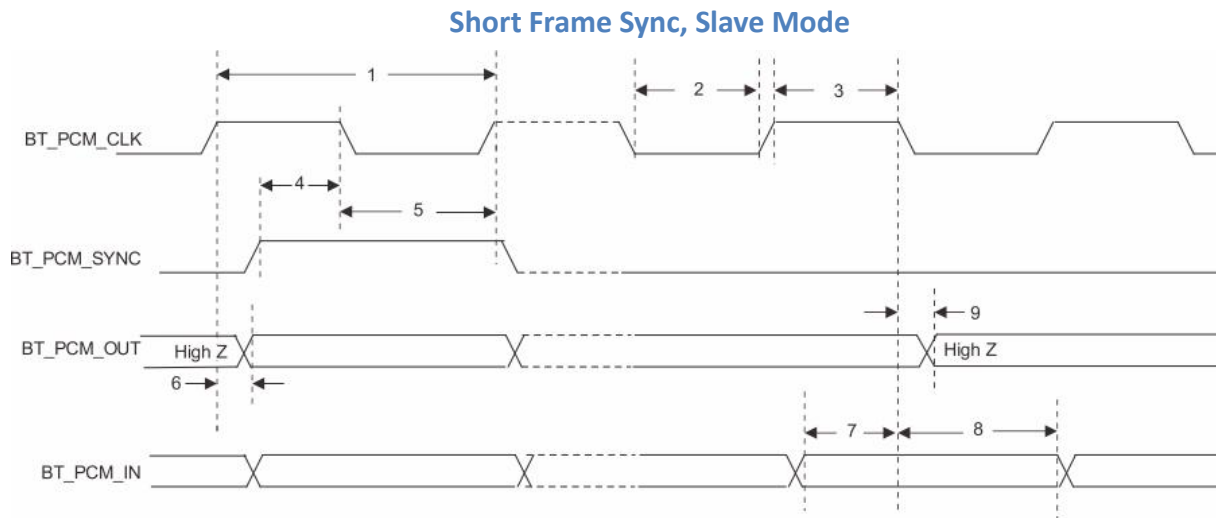 Short Frame Sync, Slave Mode
1
2
3
BT_PCM_CLK
4
5
BT_PCM_SYNC
9
BT_PCM_OUT
High Z
High Z
6
7
8
BT_PCM_IN